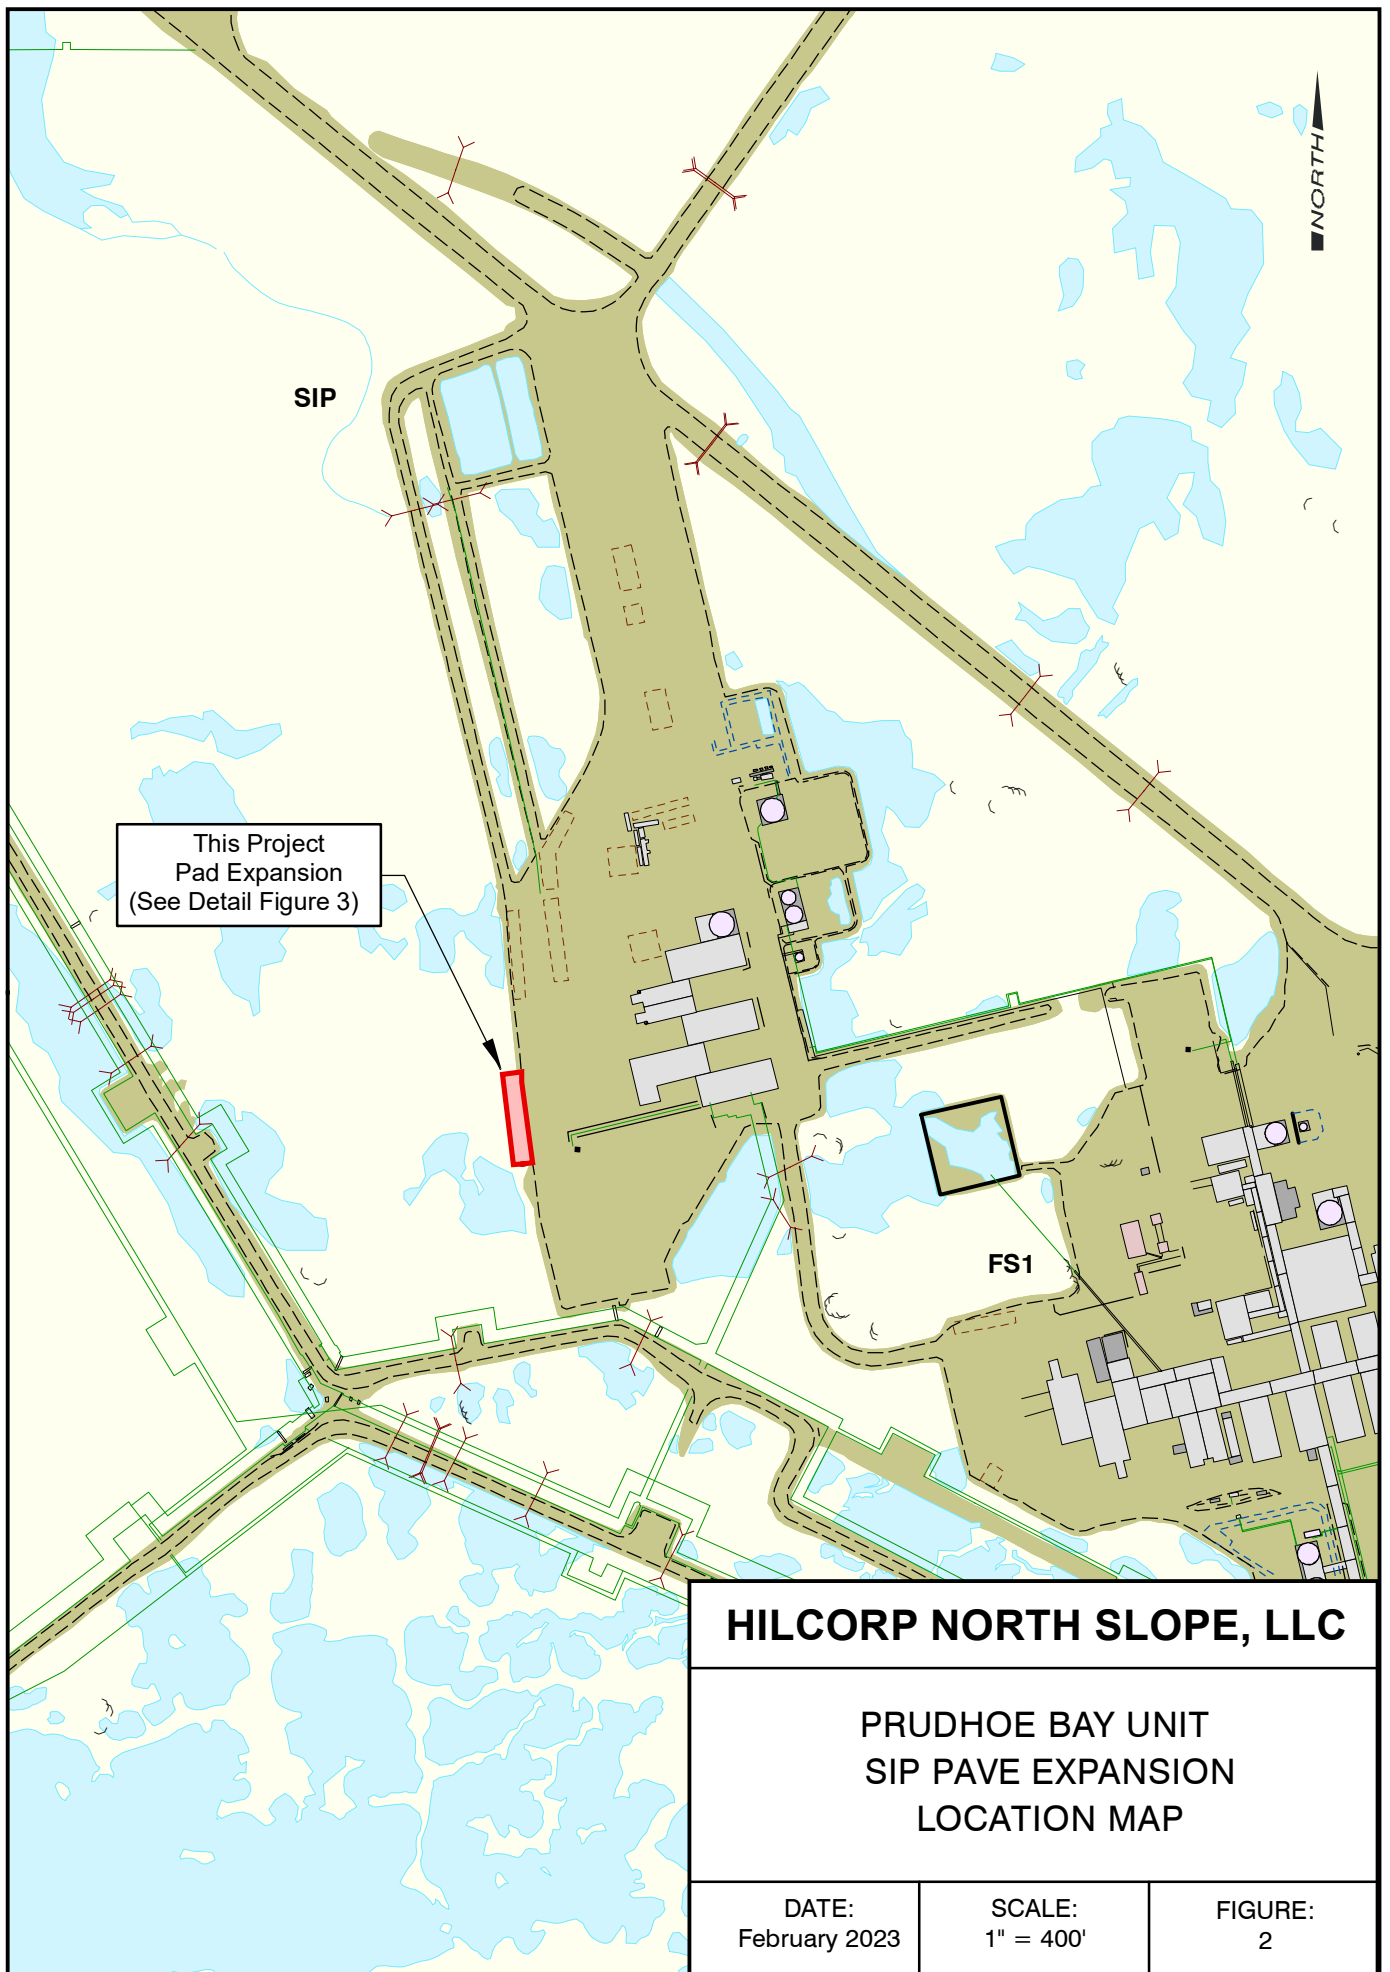 NORTH
SIP
This Project
Pad Expansion
(See Detail Figure 3)
FS1
HILCORP NORTH SLOPE, LLC
PRUDHOE BAY UNIT
SIP PAVE EXPANSION
LOCATION MAP
DATE:
February 2023
SCALE:
1" = 400'
FIGURE:
2